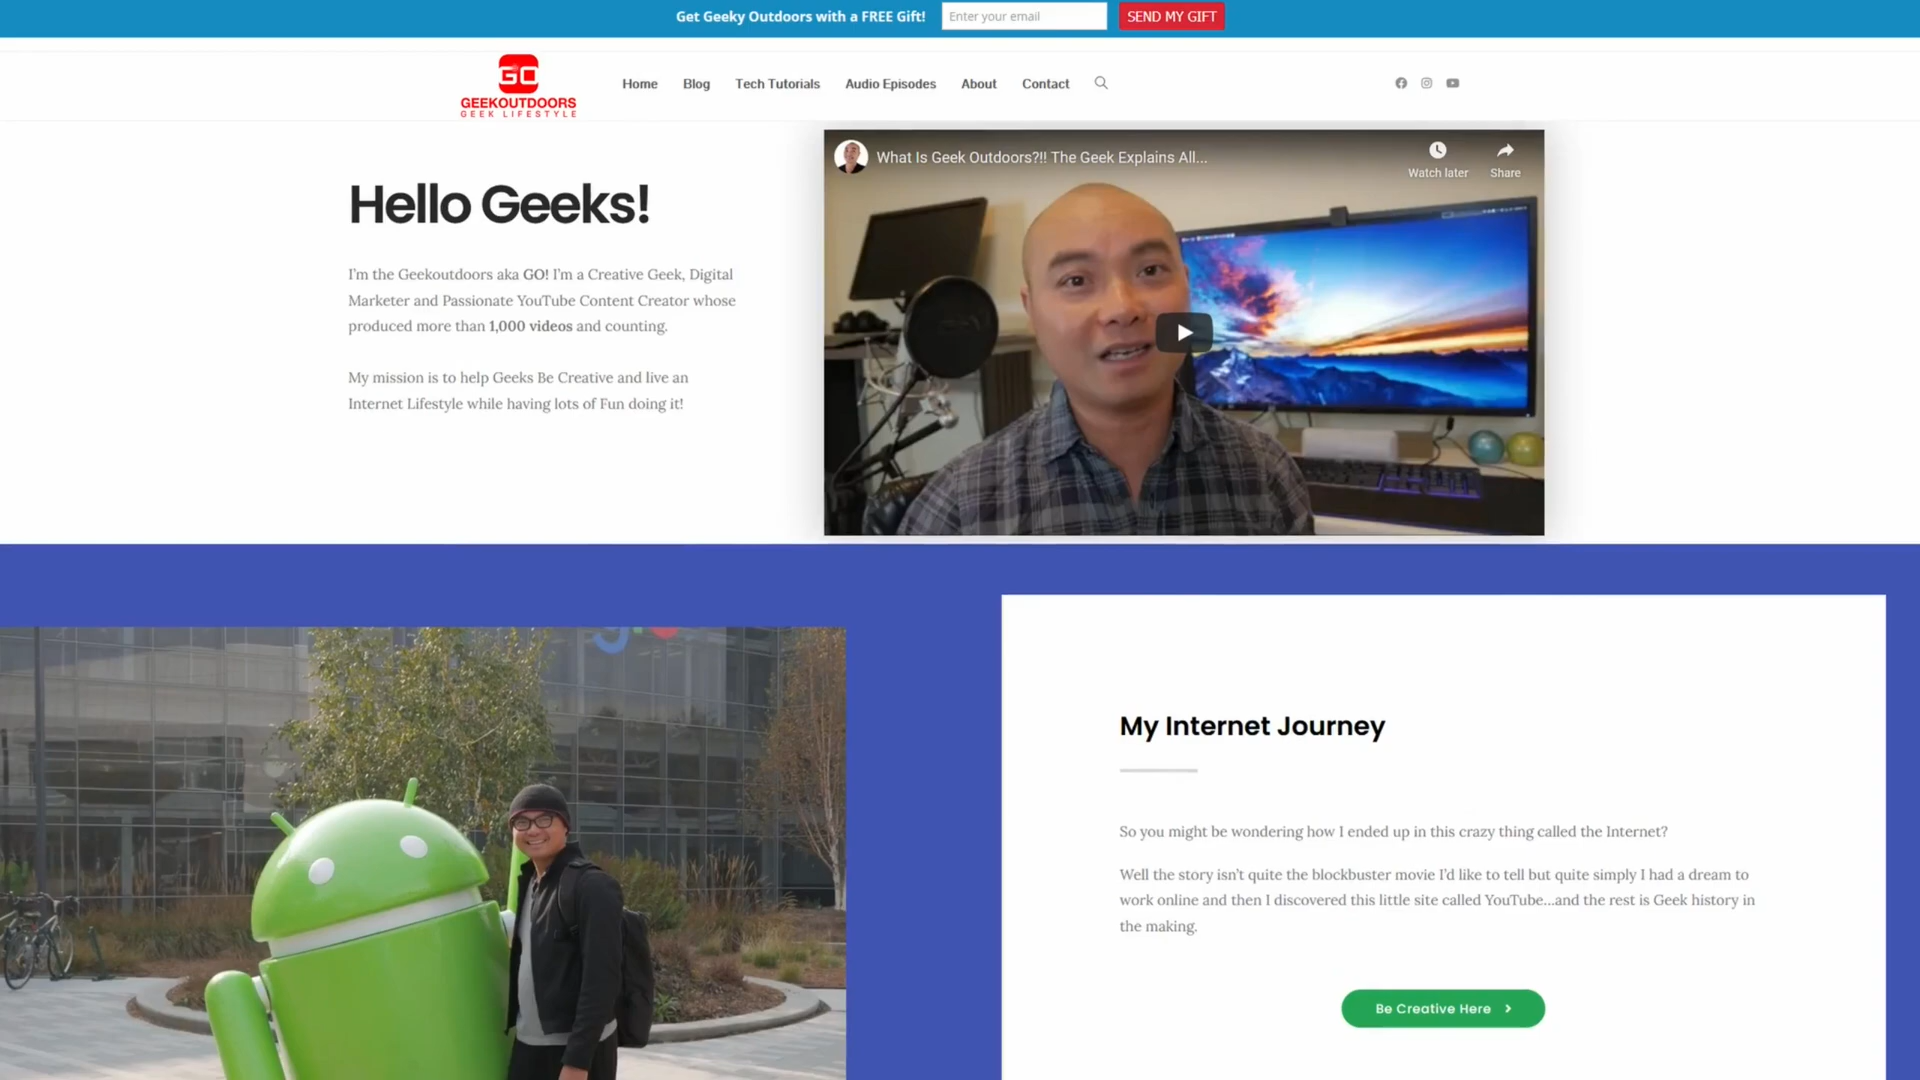 Get Geeky Outdoors with a FREE Gift!
Enter your email
SEND MY GIFT
GO
GEEKOUTDOORS
GEEK LIFESTYLE
Home
Blog
Tech Tutorials
Audio Episodes
About
Contact
What Is Geek Outdoors?!! The Geek Explains All...
Watch later
Share
Hello Geeks!
I'm the Geekoutdoors aka GO! I'm a Creative Geek, Digital
Marketer and Passionate YouTube Content Creator whose
produced more than 1,000 videos and counting.
My mission is to help Geeks Be Creative and live an
Internet Lifestyle while having lots of Fun doing it!
My Internet Journey
So you might be wondering how I ended up in this crazy thing called the Internet?
Well the story isn't quite the blockbuster movie I'd like to tell but quite simply I had a dream to
work online and then I discovered this little site called YouTube...and the rest is Geek history in
the making.
Be Creative Here